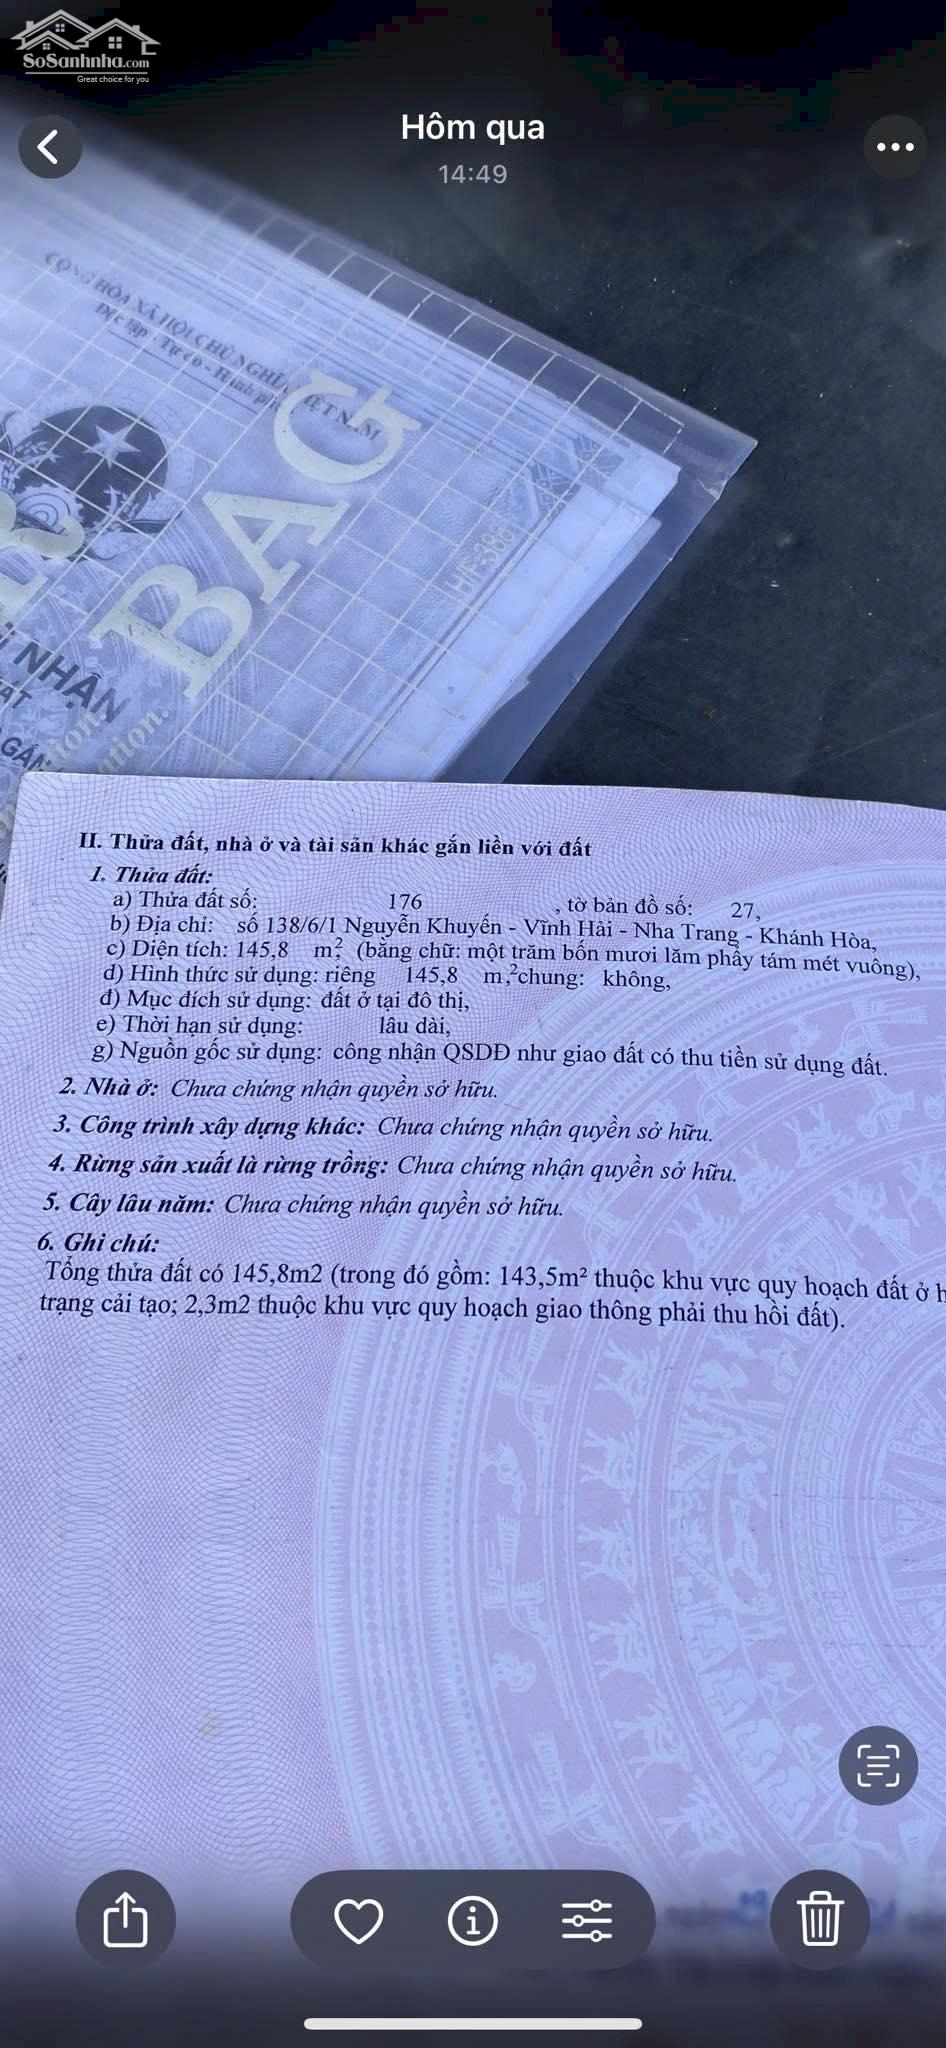 SoSanhnha.com
Great choice for you
Hôm qua
14:49
HÒA XÃ HỘI CHỦ NGHĨA VIỆT NAM
BAG
NHẬN
II. Thửa đất, nhà ở và tài sản khác gắn liền với đất
1. Thửa đất:
a) Thửa đất số: 176 , tờ bản đồ số: 27,
b) Địa chỉ: số 138/6/1 Nguyễn Khuyến - Vĩnh Hải - Nha Trang - Khánh Hòa,
c) Diện tích: 145,8 m², (bằng chữ: một trăm bốn mươi lăm phẩy tám mét vuông),
d) Hình thức sử dụng: riêng 145,8 m²,chung: không,
đ) Mục đích sử dụng: đất ở tại đô thị,
e) Thời hạn sử dụng: lâu dài,
g) Nguồn gốc sử dụng: công nhận QSDĐ như giao đất có thu tiền sử dụng đất.
2. Nhà ở: Chưa chứng nhận quyền sở hữu.
3. Công trình xây dựng khác: Chưa chứng nhận quyền sở hữu.
4. Rừng sản xuất là rừng trồng: Chưa chứng nhận quyền sở hữu.
5. Cây lâu năm: Chưa chứng nhận quyền sở hữu.
6. Ghi chú:
Tổng thửa đất có 145,8m2 (trong đó gồm: 143,5m² thuộc khu vực quy hoạch đất ở h
trạng cải tạo; 2,3m2 thuộc khu vực quy hoạch giao thông phải thu hồi đất).